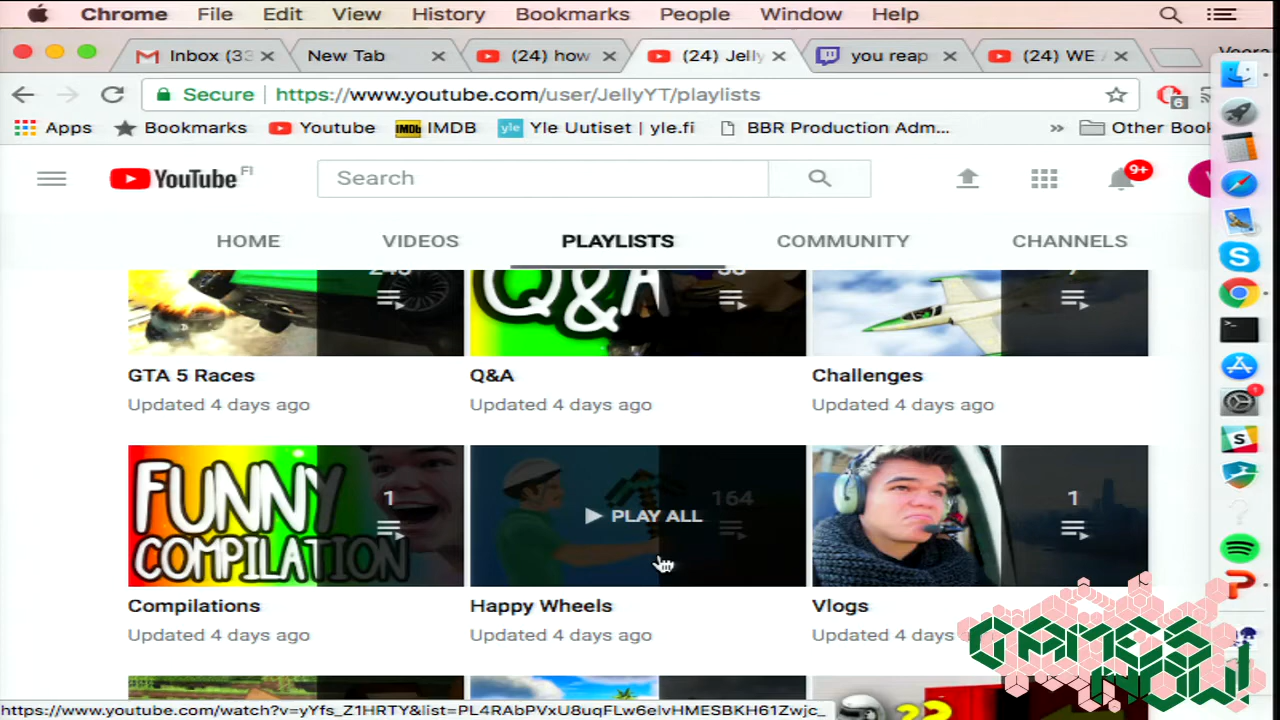 Chrome File Edit View History Bookmarks People Window Help
Inbox (33 New Tab (24) how (24) Jelly you reap (24) WE
Secure https://www.youtube.com/user/JellyYT/playlists
6
Apps Bookmarks Youtube IMDb IMDB yle Yle Uutiset | yle.fi BBR Production Adm... » Other Book
YouTube FI Search 9+
HOME VIDEOS PLAYLISTS COMMUNITY CHANNELS
Q&A
GTA 5 Races Q&A Challenges
Updated 4 days ago Updated 4 days ago Updated 4 days ago
FUNNY COMPILATION 1 PLAY ALL 164 1
Compilations Happy Wheels Vlogs
Updated 4 days ago Updated 4 days ago Updated 4 days
GAMES
NOW!
https://www.youtube.com/watch?v=yYfs_Z1HRTY&list=PL4RAbPVxU8uqFLw6elvHMESBKH61Zwjc_